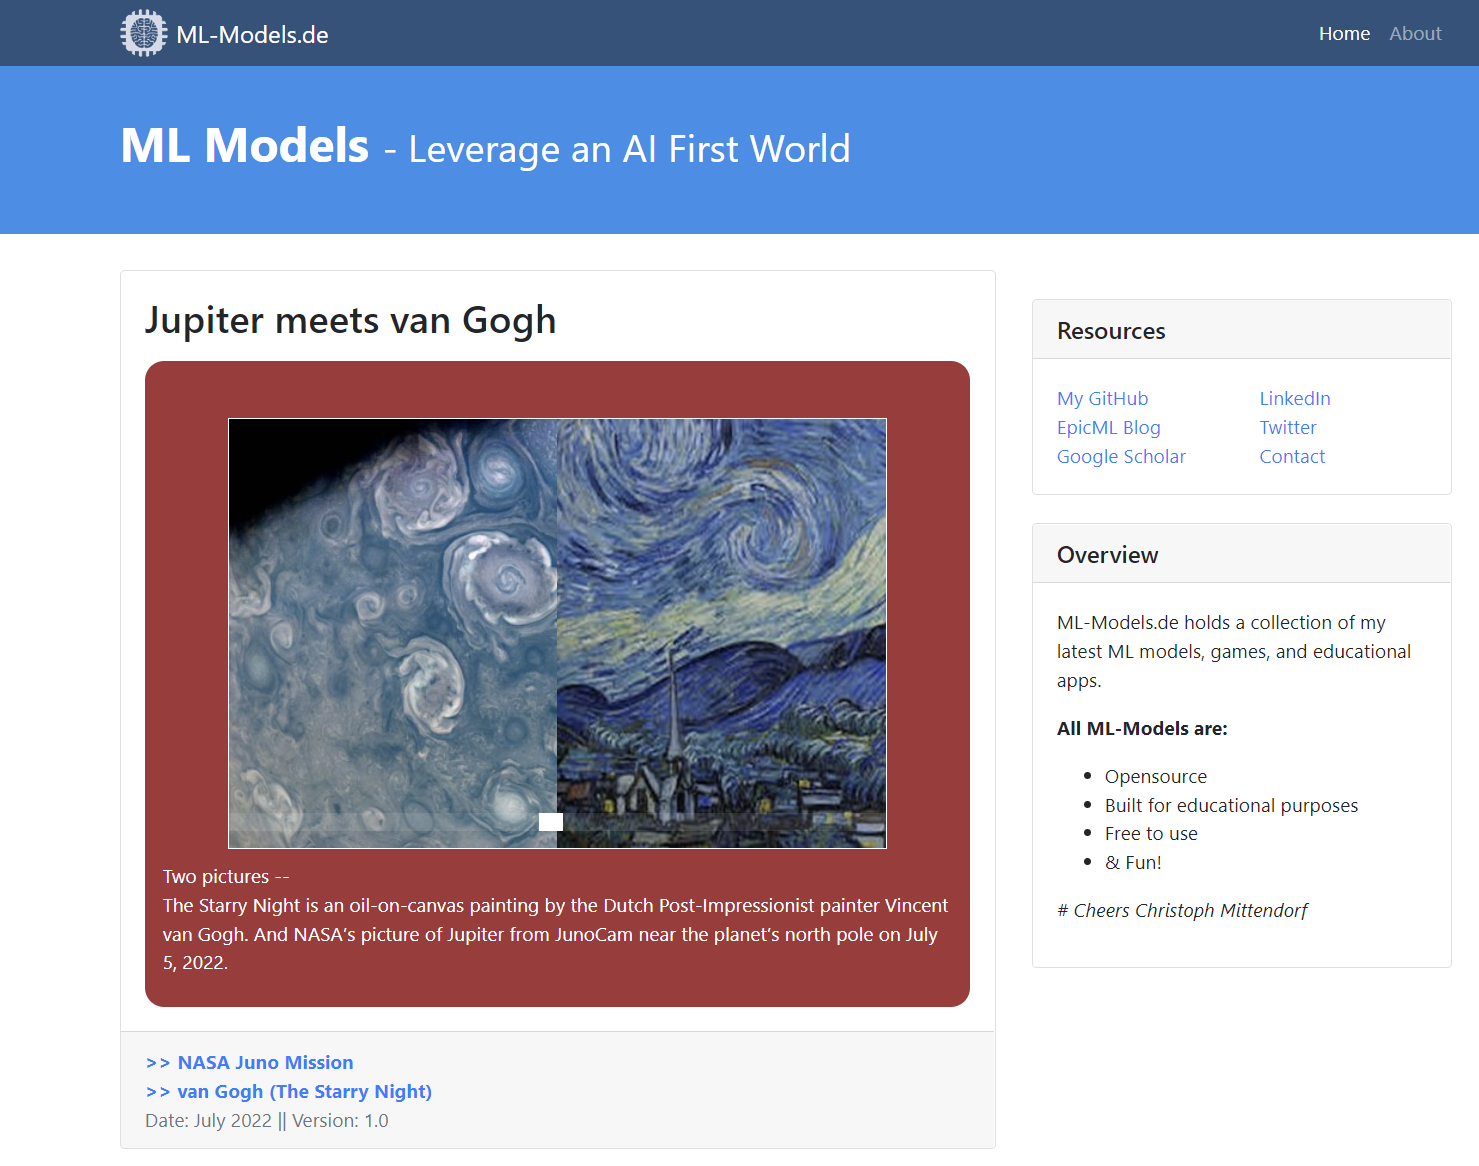 ML-Models.de
Home About
ML Models - Leverage an AI First World
Jupiter meets van Gogh
Two pictures --
The Starry Night is an oil-on-canvas painting by the Dutch Post-Impressionist painter Vincent
van Gogh. And NASA’s picture of Jupiter from JunoCam near the planet’s north pole on July
5, 2022.
>> NASA Juno Mission
>> van Gogh (The Starry Night)
Date: July 2022 || Version: 1.0
Resources
My GitHub LinkedIn
EpicML Blog Twitter
Google Scholar Contact
Overview
ML-Models.de holds a collection of my
latest ML models, games, and educational
apps.
All ML-Models are:
• Opensource
• Built for educational purposes
• Free to use
• & Fun!
# Cheers Christoph Mittendorf